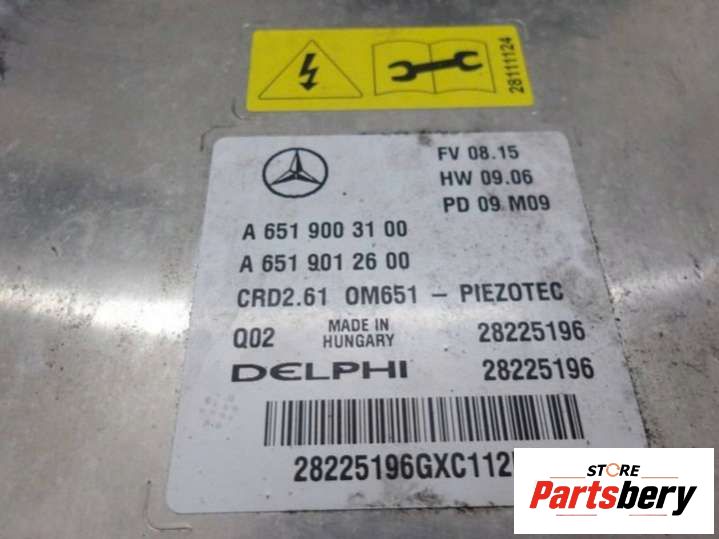 28111124
FV 08.15
HW 09.06
PD 09 M09
A 651 900 31 00
A 651 901 26 00
CRD2.61 OM651 - PIEZOTEC
Q02 MADE IN HUNGARY 28225196
DELPHI 28225196
28225196GXC112
STORE
Partsbery